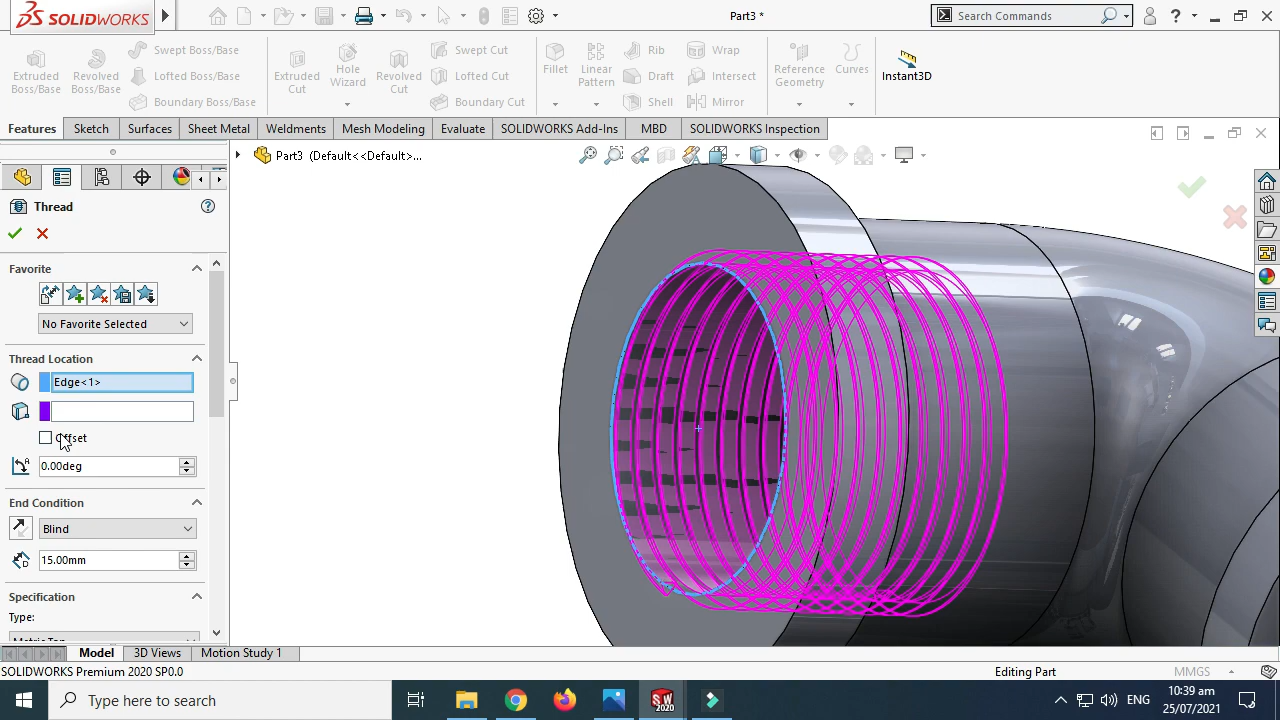 SOLIDWORKS
Part3 *
Search Commands
Extruded Boss/Base
Revolved Boss/Base
Swept Boss/Base
Lofted Boss/Base
Boundary Boss/Base
Extruded Cut
Hole Wizard
Revolved Cut
Swept Cut
Lofted Cut
Boundary Cut
Fillet
Linear Pattern
Rib
Draft
Shell
Wrap
Intersect
Mirror
Reference Geometry
Curves
Instant3D
Features
Sketch
Surfaces
Sheet Metal
Weldments
Mesh Modeling
Evaluate
SOLIDWORKS Add-Ins
MBD
SOLIDWORKS Inspection
Part3 (Default<<Default>...
Thread
Favorite
No Favorite Selected
Thread Location
Edge<1>
Offset
0.00deg
End Condition
Blind
15.00mm
Specification
Type:
Metric Tap
Model
3D Views
Motion Study 1
SOLIDWORKS Premium 2020 SP0.0
Editing Part
MMGS
Type here to search
SW
2020
ENG
10:39 am
25/07/2021